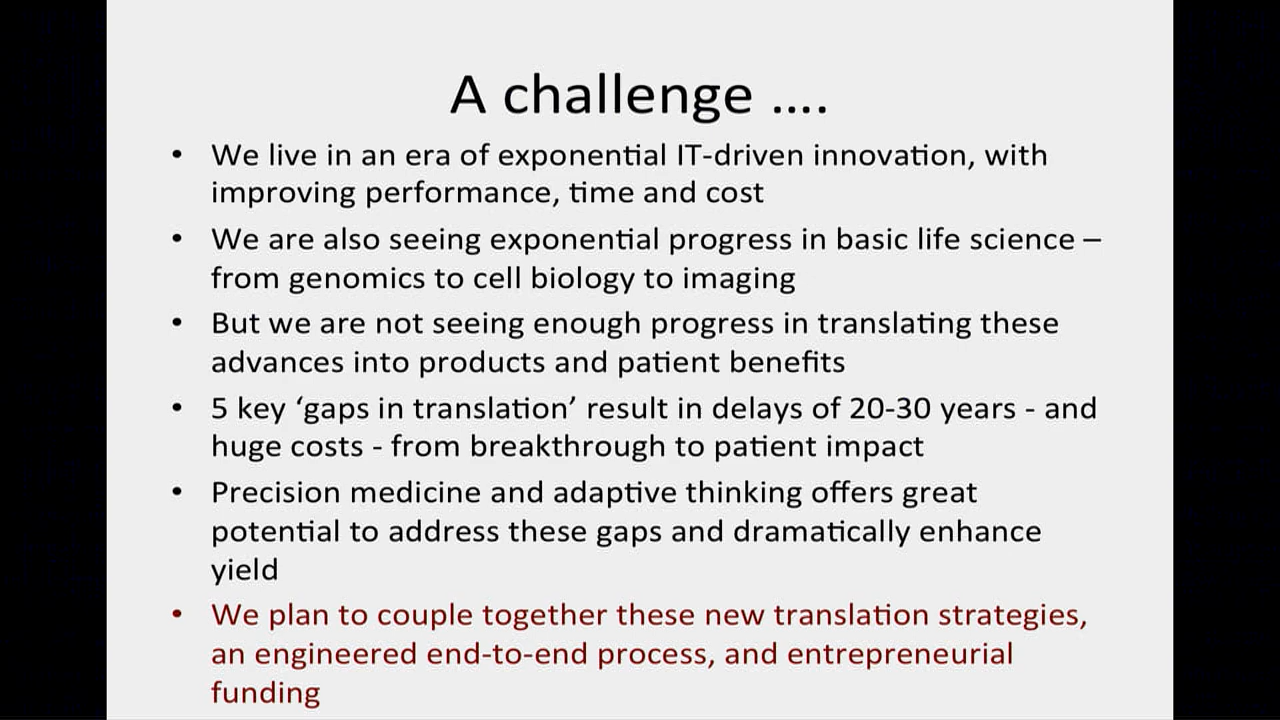 A challenge ....
• We live in an era of exponential IT-driven innovation, with
improving performance, time and cost
• We are also seeing exponential progress in basic life science –
from genomics to cell biology to imaging
• But we are not seeing enough progress in translating these
advances into products and patient benefits
• 5 key ‘gaps in translation’ result in delays of 20-30 years - and
huge costs - from breakthrough to patient impact
• Precision medicine and adaptive thinking offers great
potential to address these gaps and dramatically enhance
yield
• We plan to couple together these new translation strategies,
an engineered end-to-end process, and entrepreneurial
funding